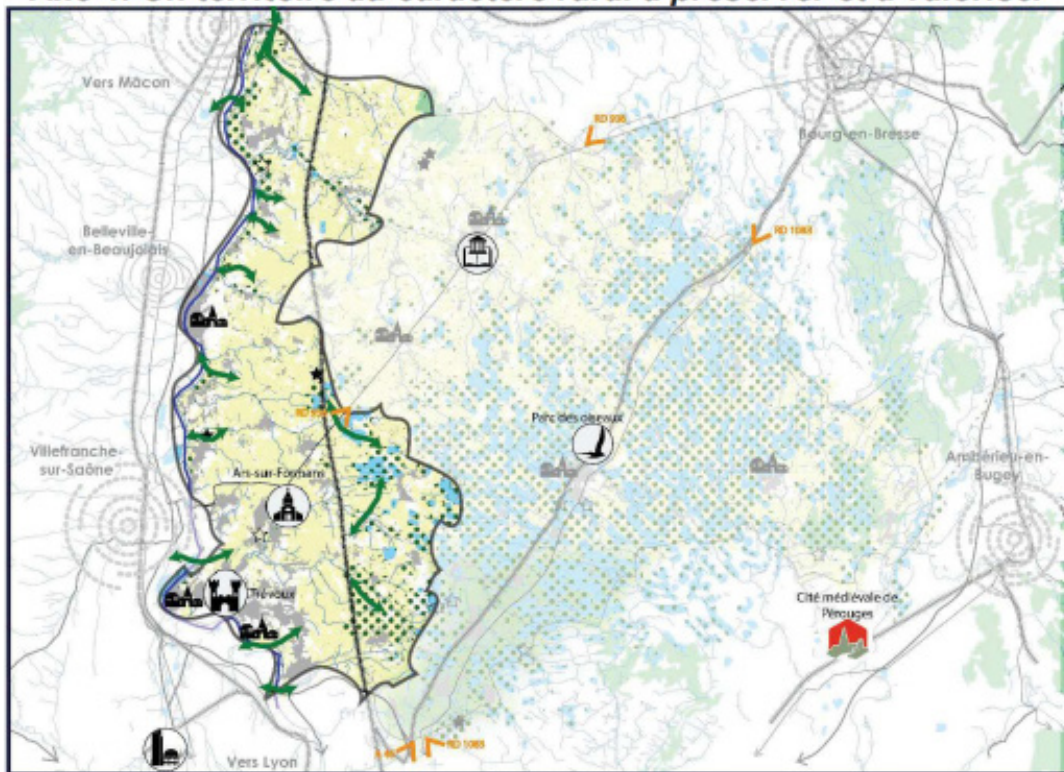 Vers Mâcon
RD 936
Bourg-en-Bresse
RD 1083
Belleville-
en-Beaujolais
Parc des oiseaux
Villefranche-
sur-Saône
Ars-sur-Formans
Ambérieu-en-
Bugey
Trévoux
Cité médiévale de
Pérouges
RD 1083
Vers Lyon